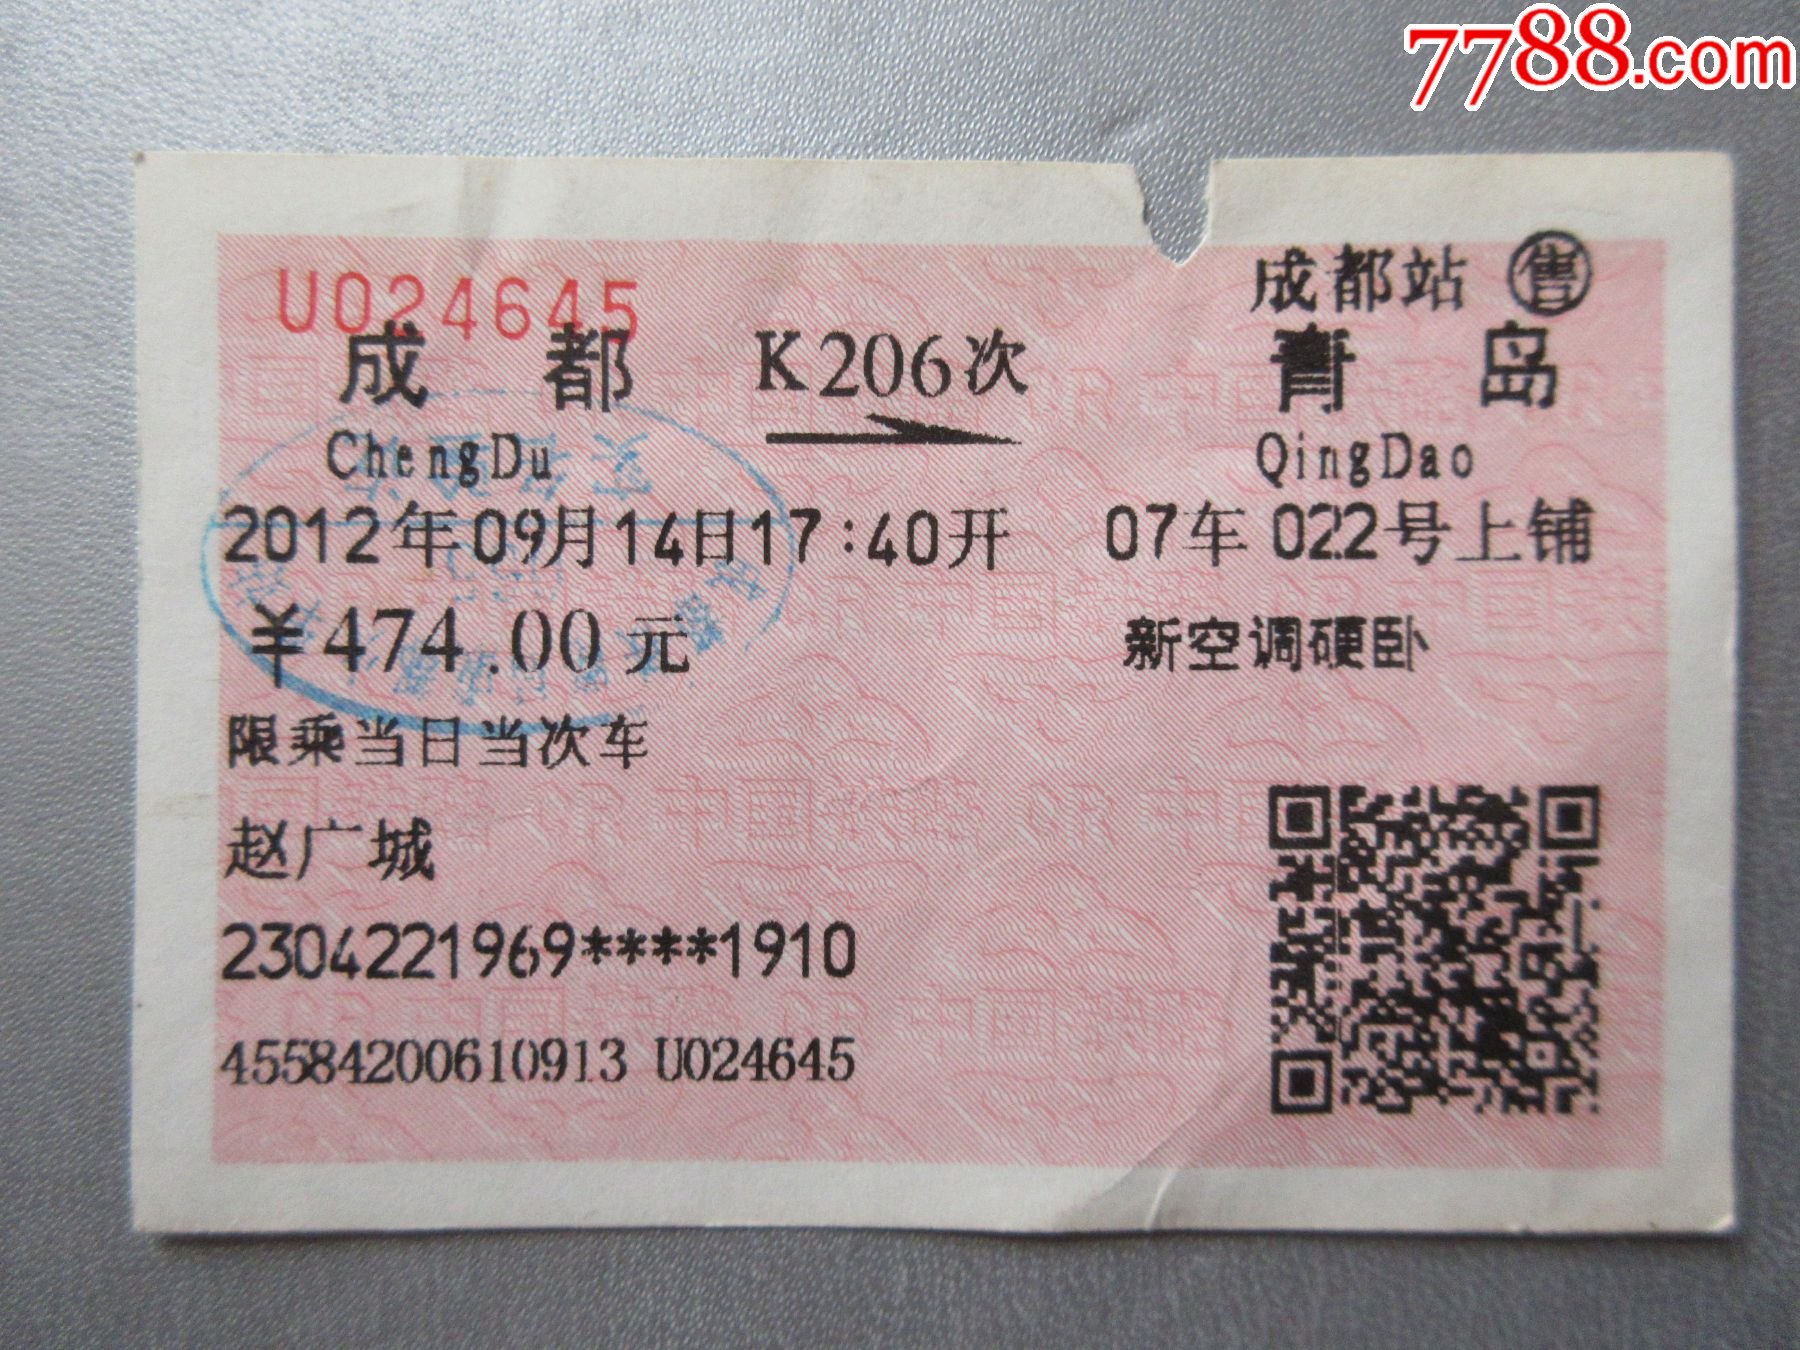 7788.com
U024645
成都站 售
成都 K206次 青岛
ChengDu QingDao
2012年09月14日17:40开 07车022号上铺
¥474.00元 新空调硬卧
限乘当日当次车
赵广城
2304221969****1910
45584200610913 U024645